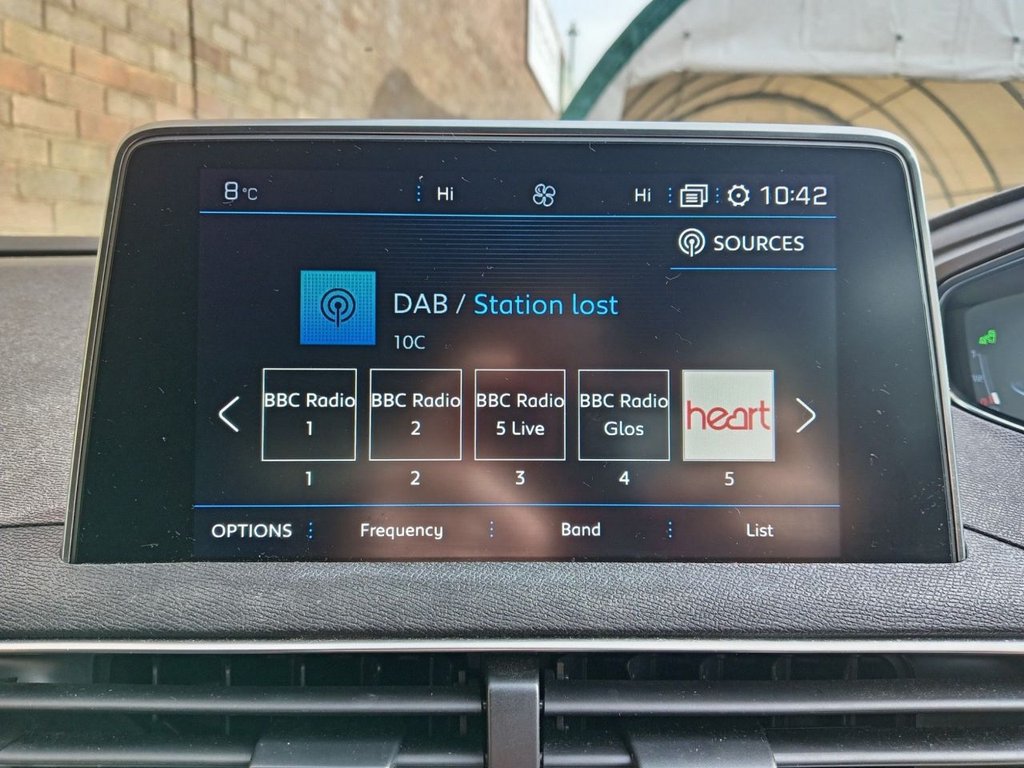 8°C Hi Hi 10:42
SOURCES
DAB / Station lost
10C
BBC Radio 1
BBC Radio 2
BBC Radio 5 Live
BBC Radio Glos
heart
1 2 3 4 5
OPTIONS Frequency Band List